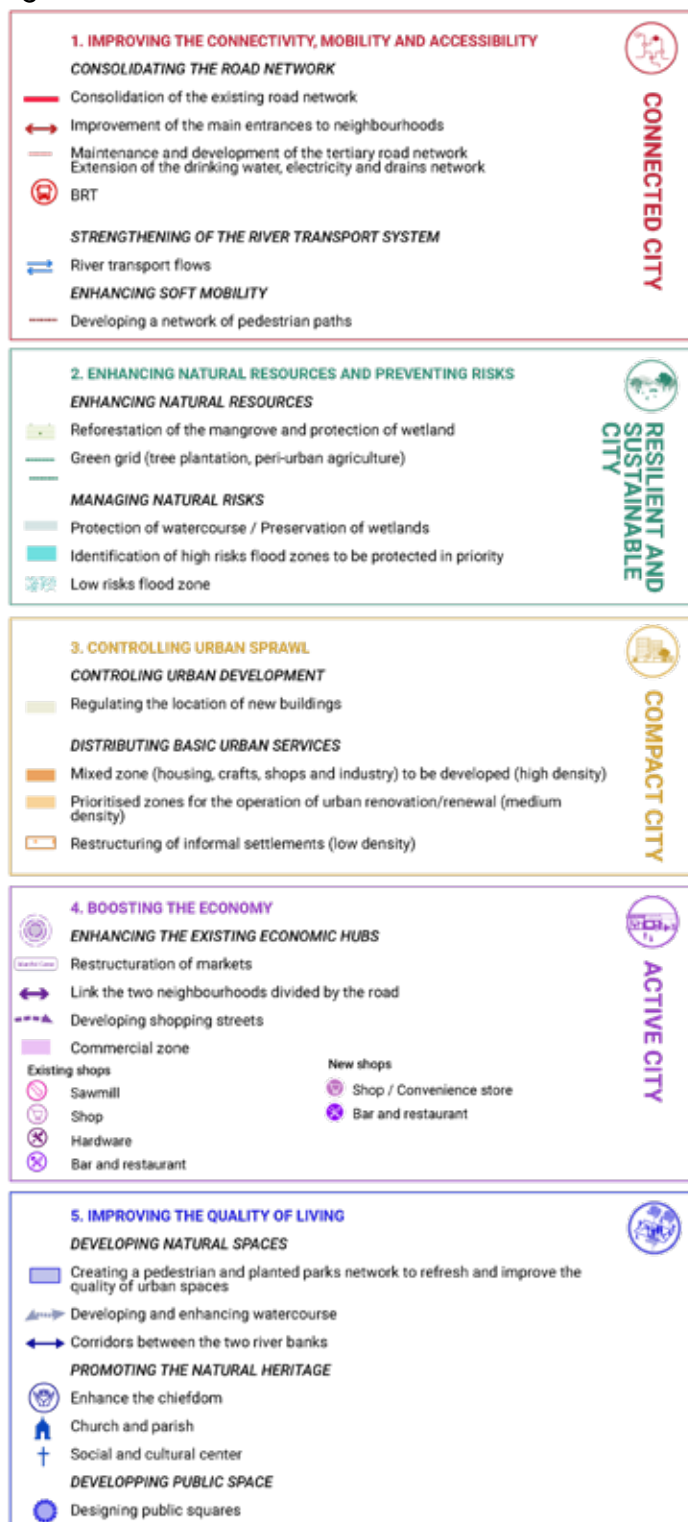 1. IMPROVING THE CONNECTIVITY, MOBILITY AND ACCESSIBILITY
CONSOLIDATING THE ROAD NETWORK
Consolidation of the existing road network
Improvement of the main entrances to neighbourhoods
Maintenance and development of the tertiary road network
Extension of the drinking water, electricity and drains network
BRT
STRENGTHENING OF THE RIVER TRANSPORT SYSTEM
River transport flows
ENHANCING SOFT MOBILITY
Developing a network of pedestrian paths
CONNECTED CITY
2. ENHANCING NATURAL RESOURCES AND PREVENTING RISKS
ENHANCING NATURAL RESOURCES
Reforestation of the mangrove and protection of wetland
Green grid (tree plantation, peri-urban agriculture)
MANAGING NATURAL RISKS
Protection of watercourse / Preservation of wetlands
Identification of high risks flood zones to be protected in priority
Low risks flood zone
RESILIENT AND
SUSTAINABLE
CITY
3. CONTROLLING URBAN SPRAWL
CONTROLING URBAN DEVELOPMENT
Regulating the location of new buildings
DISTRIBUTING BASIC URBAN SERVICES
Mixed zone (housing, crafts, shops and industry) to be developed (high density)
Prioritised zones for the operation of urban renovation/renewal (medium
density)
Restructuring of informal settlements (low density)
COMPACT CITY
4. BOOSTING THE ECONOMY
ENHANCING THE EXISTING ECONOMIC HUBS
Restructuration of markets
Link the two neighbourhoods divided by the road
Developing shopping streets
Commercial zone
Existing shops
Sawmill
Shop
Hardware
Bar and restaurant
New shops
Shop / Convenience store
Bar and restaurant
ACTIVE CITY
5. IMPROVING THE QUALITY OF LIVING
DEVELOPING NATURAL SPACES
Creating a pedestrian and planted parks network to refresh and improve the
quality of urban spaces
Developing and enhancing watercourse
Corridors between the two river banks
PROMOTING THE NATURAL HERITAGE
Enhance the chiefdom
Church and parish
Social and cultural center
DEVELOPPING PUBLIC SPACE
Designing public squares